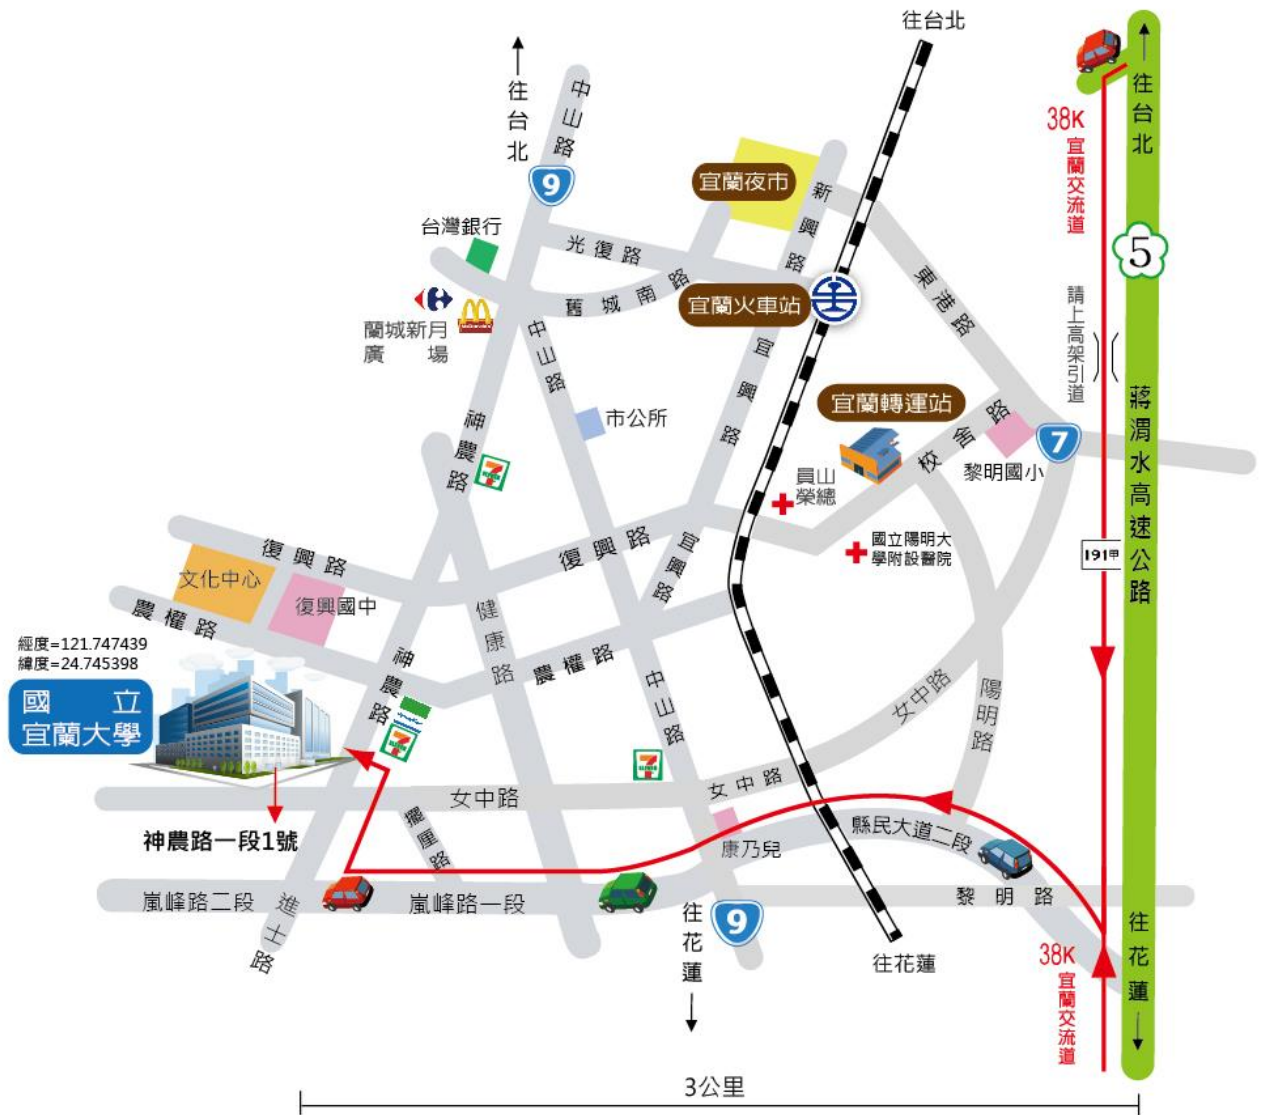 往台北
往台北
中山路
9
往台北
38K
宜蘭交流道
宜蘭夜市
新興路
台灣銀行
光復路
舊城南路
東港路
5
宜蘭火車站
蘭城新月
廣場
McDonald's
中山路
宜興路
請上高架引道
宜蘭轉運站
市公所
神農路
7
ELEVEN
校舍路
黎明國小
7
蔣渭水高速公路
員山
榮總
復興路
復興路
宜興路
國立陽明大
學附設醫院
191甲
文化中心
復興國中
健康路
農權路
農權路
經度=121.747439
緯度=24.745398
國立
宜蘭大學
神農路
中山路
女中路
陽明路
7
ELEVEN
7
ELEVEN
女中路
女中路
擺厘路
神農路一段1號
康乃兒
縣民大道二段
嵐峰路二段
進士路
嵐峰路一段
黎明路
9
往花蓮
往花蓮
38K
宜蘭交流道
往花蓮
3公里